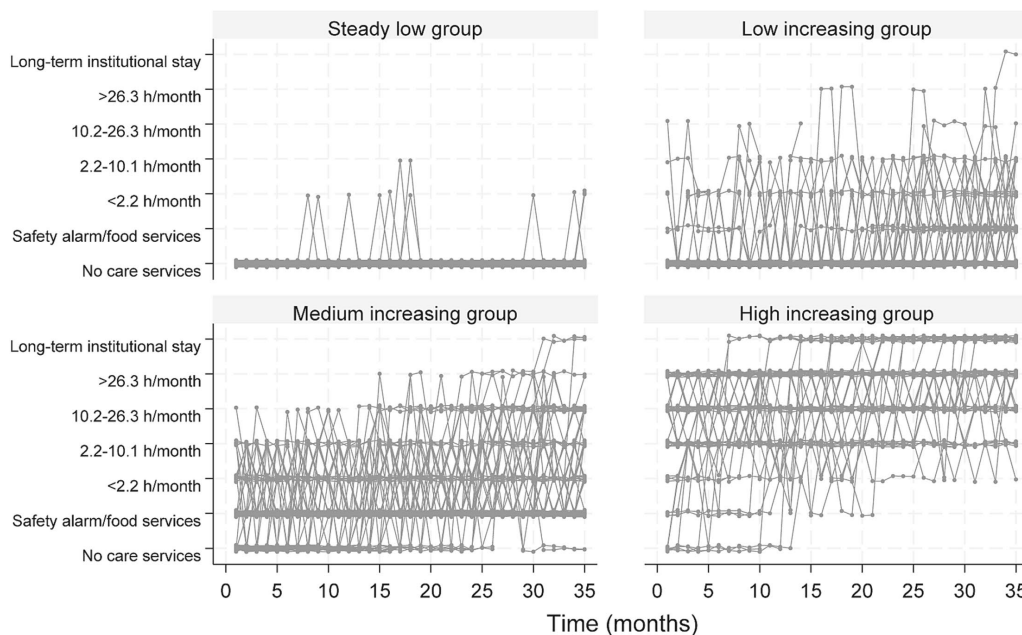 Steady low group
Low increasing group
Long-term institutional stay
>26.3 h/month
10.2-26.3 h/month
2.2-10.1 h/month
<2.2 h/month
Safety alarm/food services
No care services
Medium increasing group
High increasing group
Long-term institutional stay
>26.3 h/month
10.2-26.3 h/month
2.2-10.1 h/month
<2.2 h/month
Safety alarm/food services
No care services
0 5 10 15 20 25 30 35 0 5 10 15 20 25 30 35
Time (months)